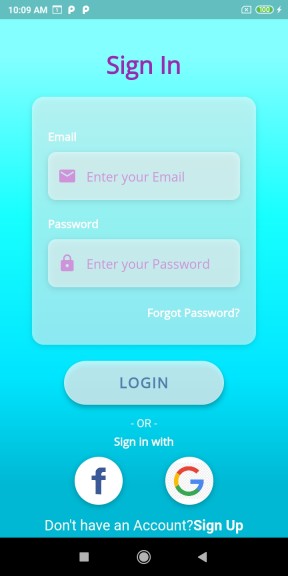 10:09 AM
Sign In
Email
Enter your Email
Password
Enter your Password
Forgot Password?
LOGIN
- OR -
Sign in with
f G
Don't have an Account?Sign Up